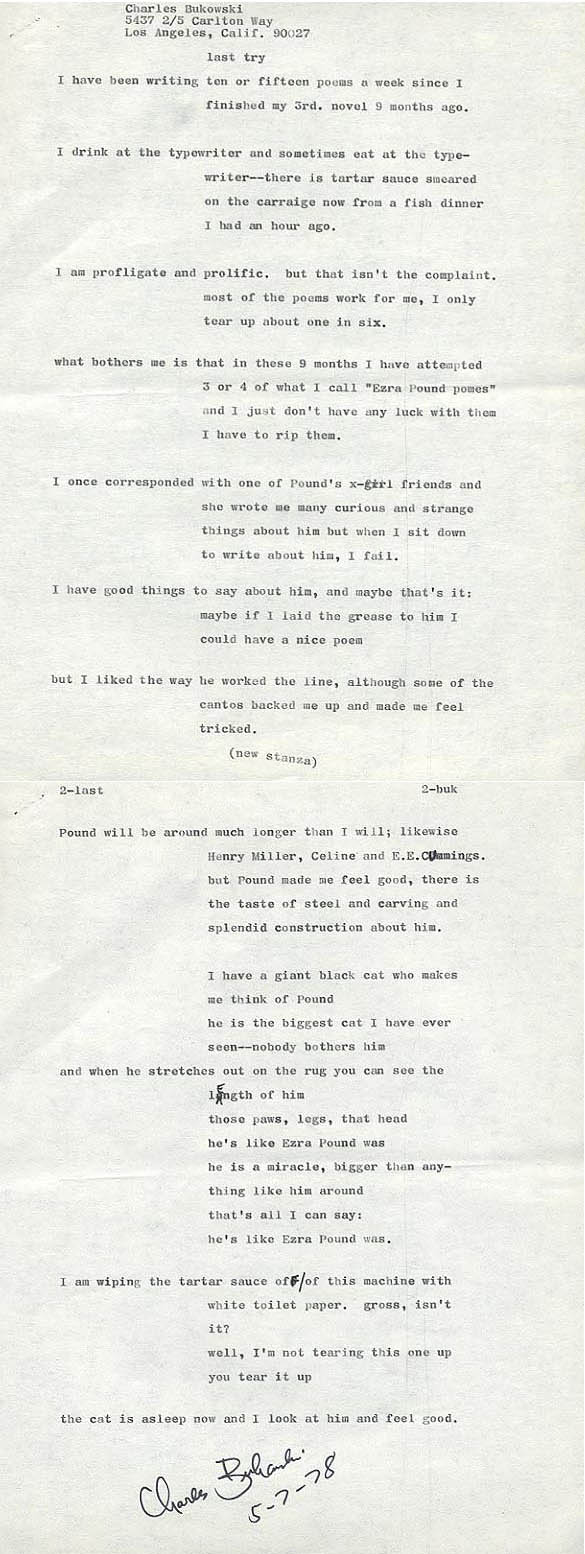 Charles Bukowski
5437 2/5 Carlton Way
Los Angeles, Calif. 90027
last try
I have been writing ten or fifteen poems a week since I
finished my 3rd. novel 9 months ago.
I drink at the typewriter and sometimes eat at the type-
writer--there is tartar sauce smeared
on the carraige now from a fish dinner
I had an hour ago.
I am profligate and prolific. but that isn't the complaint.
most of the poems work for me, I only
tear up about one in six.
what bothers me is that in these 9 months I have attempted
3 or 4 of what I call "Ezra Pound pomes"
and I just don't have any luck with them
I have to rip them.
I once corresponded with one of Pound's x-girl friends and
she wrote me many curious and strange
things about him but when I sit down
to write about him, I fail.
I have good things to say about him, and maybe that's it:
maybe if I laid the grease to him I
could have a nice poem
but I liked the way he worked the line, although some of the
cantos backed me up and made me feel
tricked.
(new stanza)
2-last 2-buk
Pound will be around much longer than I will; likewise
Henry Miller, Celine and E.E.CUmmings.
but Pound made me feel good, there is
the taste of steel and carving and
splendid construction about him.
I have a giant black cat who makes
me think of Pound
he is the biggest cat I have ever
seen--nobody bothers him
and when he stretches out on the rug you can see the
lEngth of him
those paws, legs, that head
he's like Ezra Pound was
he is a miracle, bigger than any-
thing like him around
that's all I can say:
he's like Ezra Pound was.
I am wiping the tartar sauce ofF/of this machine with
white toilet paper. gross, isn't
it?
well, I'm not tearing this one up
you tear it up
the cat is asleep now and I look at him and feel good.
Charles Bukowski
5-7-78